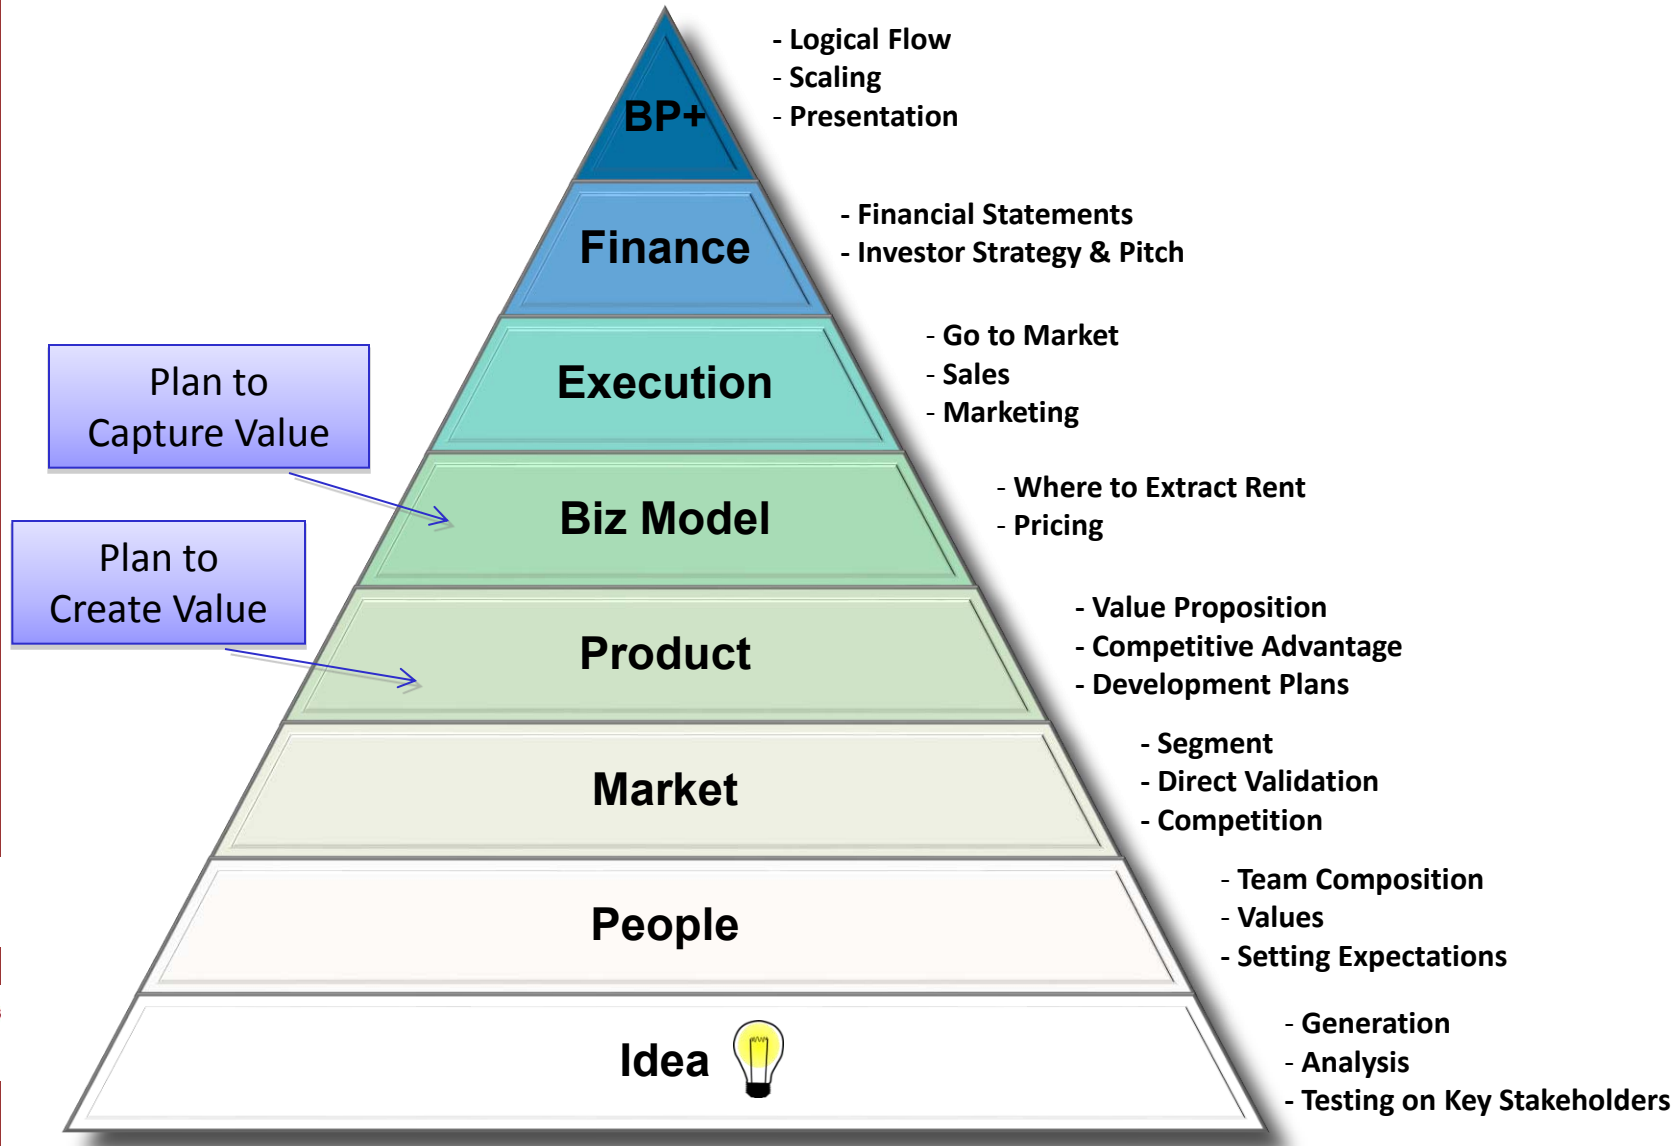 BP+
- Logical Flow
- Scaling
- Presentation
Finance
- Financial Statements
- Investor Strategy & Pitch
Execution
- Go to Market
- Sales
- Marketing
Plan to
Capture Value
Biz Model
- Where to Extract Rent
- Pricing
Plan to
Create Value
Product
- Value Proposition
- Competitive Advantage
- Development Plans
Market
- Segment
- Direct Validation
- Competition
People
- Team Composition
- Values
- Setting Expectations
Idea
- Generation
- Analysis
- Testing on Key Stakeholders